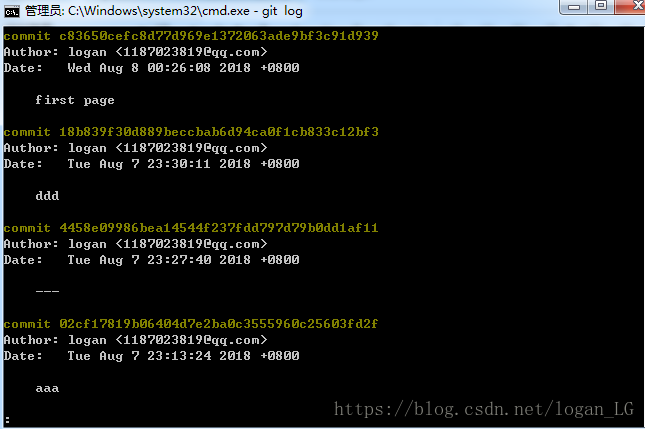 管理员: C:\Windows\system32\cmd.exe - git  log
commit c83650cefc8d77d969e1372063ade9bf3c91d939
Author: logan <1187023819@qq.com>
Date:   Wed Aug 8 00:26:08 2018 +0800
first page
commit 18b839f30d889beccbab6d94ca0f1cb833c12bf3
Author: logan <1187023819@qq.com>
Date:   Tue Aug 7 23:30:11 2018 +0800
ddd
commit 4458e09986bea14544f237fdd797d79b0dd1af11
Author: logan <1187023819@qq.com>
Date:   Tue Aug 7 23:27:40 2018 +0800
---
commit 02cf17819b06404d7e2ba0c3555960c25603fd2f
Author: logan <1187023819@qq.com>
Date:   Tue Aug 7 23:13:24 2018 +0800
aaa
:
https://blog.csdn.net/logan_LG